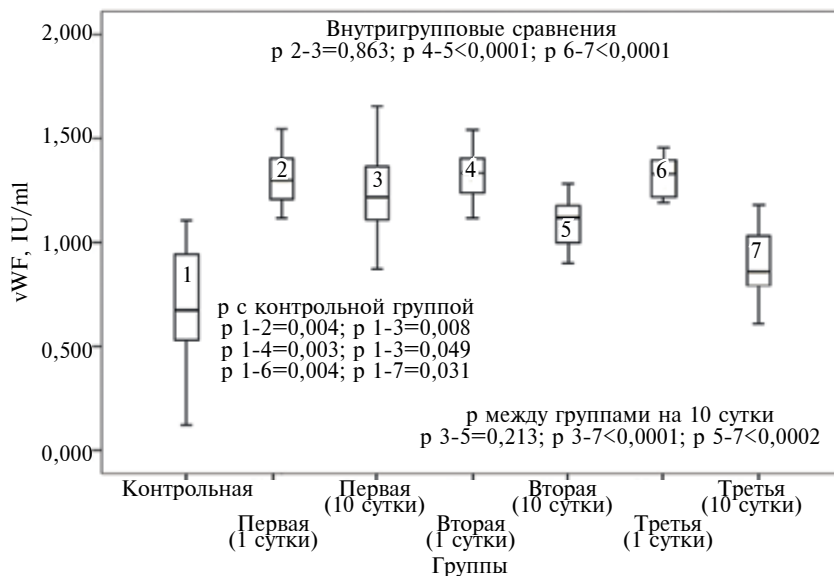 Внутригрупповые сравнения
p 2-3=0,863; p 4-5<0,0001; p 6-7<0,0001
2,000
1,500
1,000
0,500
0,000
vWF, IU/ml
1
2
3
4
5
6
7
p с контрольной группой
p 1-2=0,004; p 1-3=0,008
p 1-4=0,003; p 1-3=0,049
p 1-6=0,004; p 1-7=0,031
p между группами на 10 сутки
p 3-5=0,213; p 3-7<0,0001; p 5-7<0,0002
Контрольная
Первая
(1 сутки)
Первая
(10 сутки)
Вторая
(1 сутки)
Вторая
(10 сутки)
Третья
(1 сутки)
Третья
(10 сутки)
Группы